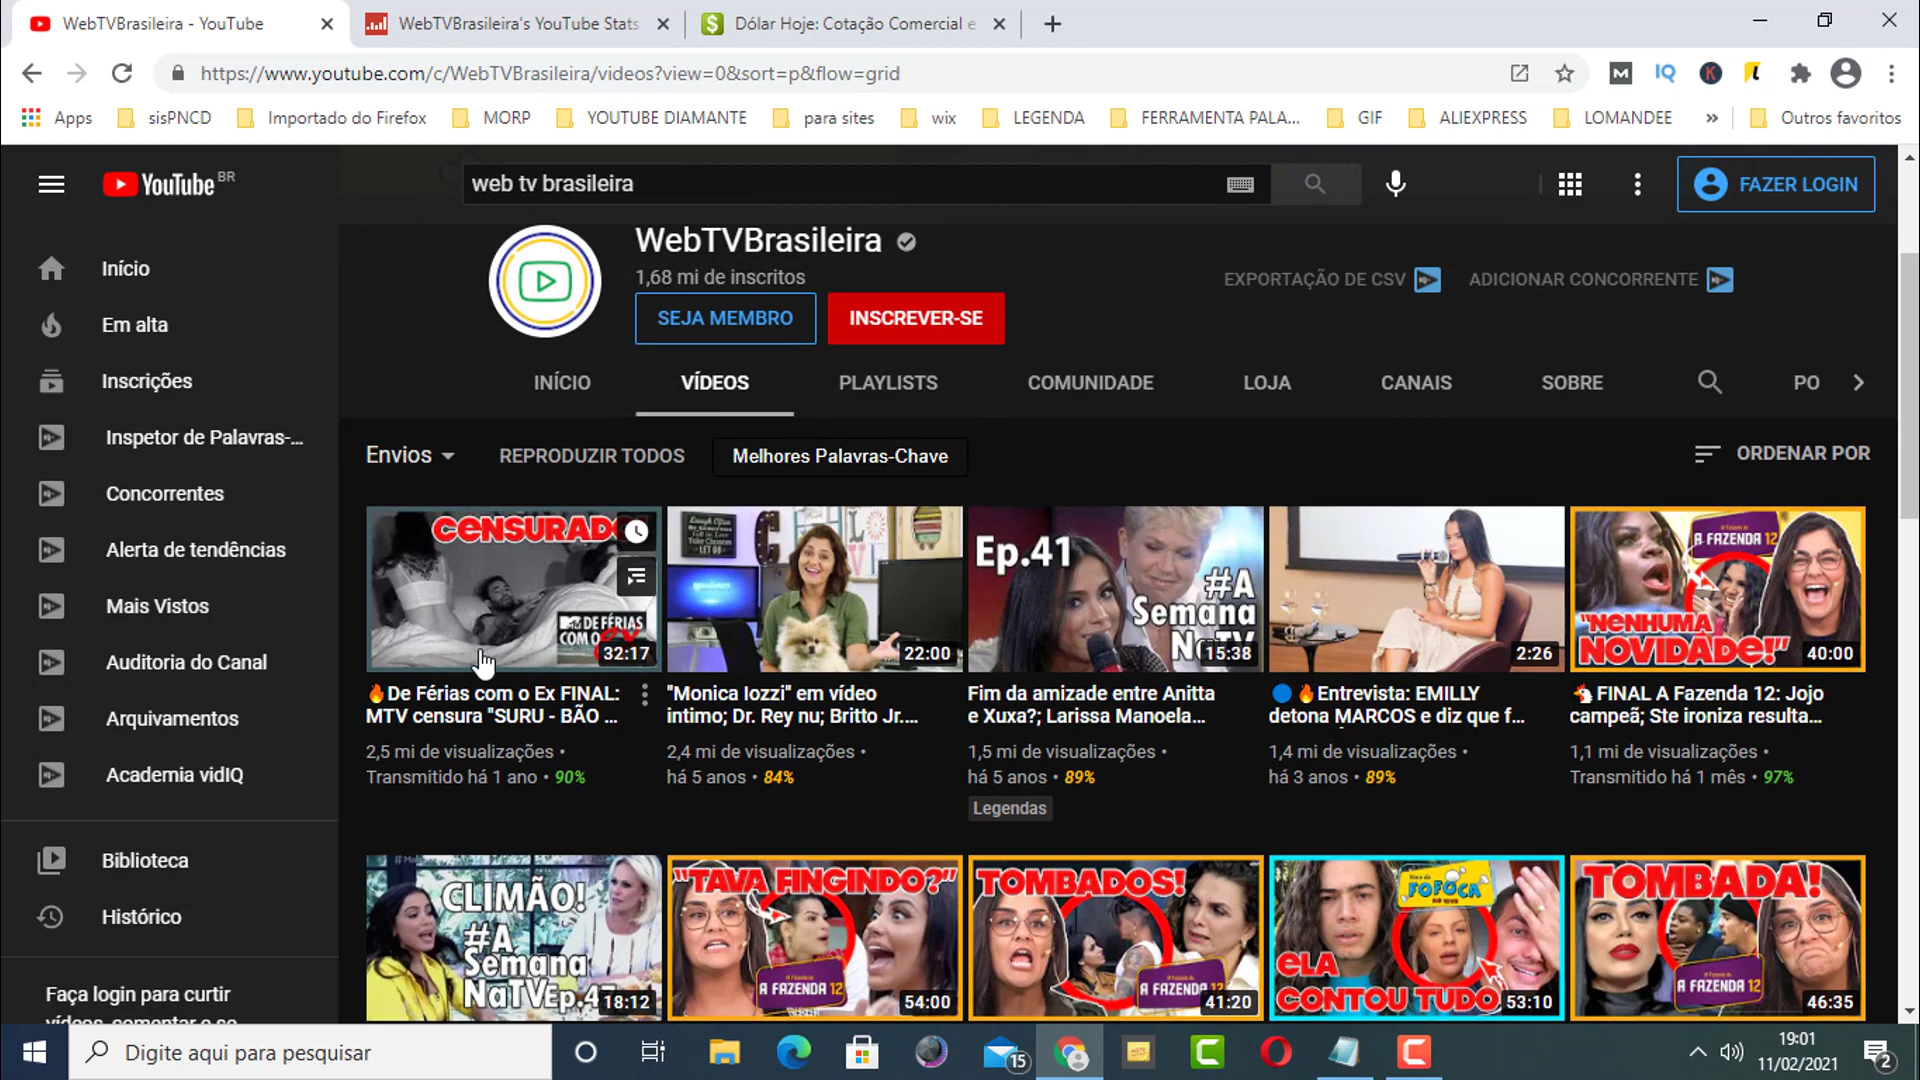 WebTVBrasileira - YouTube
WebTVBrasileira's YouTube Stats
Dólar Hoje: Cotação Comercial e
https://www.youtube.com/c/WebTVBrasileira/videos?view=0&sort=p&flow=grid
Apps
sisPNCD
Importado do Firefox
MORP
YOUTUBE DIAMANTE
para sites
wix
LEGENDA
FERRAMENTA PALA...
GIF
ALIEXPRESS
LOMANDEE
»
Outros favoritos
YouTube BR
web tv brasileira
FAZER LOGIN
Início
Em alta
Inscrições
Inspetor de Palavras-...
Concorrentes
Alerta de tendências
Mais Vistos
Auditoria do Canal
Arquivamentos
Academia vidIQ
Biblioteca
Histórico
Faça login para curtir
vídeos, comentar e se
WebTVBrasileira
1,68 mi de inscritos
SEJA MEMBRO
INSCREVER-SE
EXPORTAÇÃO DE CSV
ADICIONAR CONCORRENTE
INÍCIO
VÍDEOS
PLAYLISTS
COMUNIDADE
LOJA
CANAIS
SOBRE
PO
Envios
REPRODUZIR TODOS
Melhores Palavras-Chave
ORDENAR POR
CENSURADO
DE FÉRIAS
COM O
32:17
🔥De Férias com o Ex FINAL:
MTV censura "SURU - BÃO ...
2,5 mi de visualizações •
Transmitido há 1 ano • 90%
22:00
"Monica Iozzi" em vídeo
intimo; Dr. Rey nu; Britto Jr....
2,4 mi de visualizações •
há 5 anos • 84%
Ep.41
#A
Semana
NaTV
15:38
Fim da amizade entre Anitta
e Xuxa?; Larissa Manoela...
1,5 mi de visualizações •
há 5 anos • 89%
Legendas
2:26
🔵🔥Entrevista: EMILLY
detona MARCOS e diz que f...
1,4 mi de visualizações •
há 3 anos • 89%
A FAZENDA 12
"NENHUMA
NOVIDADE!"
40:00
🐔FINAL A Fazenda 12: Jojo
campeã; Ste ironiza resulta...
1,1 mi de visualizações •
Transmitido há 1 mês • 97%
CLIMÃO!
#A
Semana
NaTV Ep.47
18:12
"TAVA FINGINDO?"
A FAZENDA 12
54:00
TOMBADOS!
A FAZENDA
41:20
FOFOCA
ELA
CONTOU TUDO
53:10
TOMBADA!
A FAZENDA 12
46:35
Digite aqui para pesquisar
15
19:01
11/02/2021
2